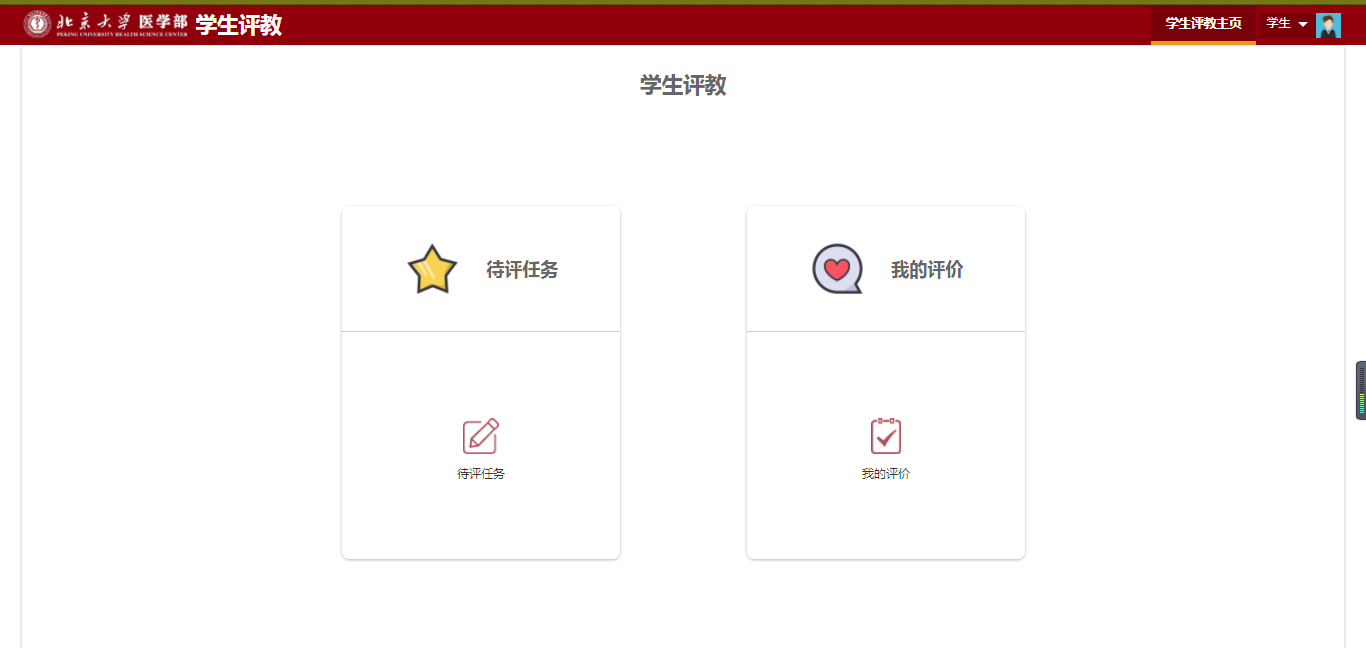 北京大学医学部 学生评教
PEKING UNIVERSITY HEALTH SCIENCE CENTER
学生评教主页 学生
学生评教
待评任务
我的评价
待评任务
我的评价